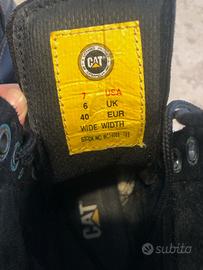 CAT
7 USA
6 UK
40 EUR
WIDE WIDTH
CAT
subito